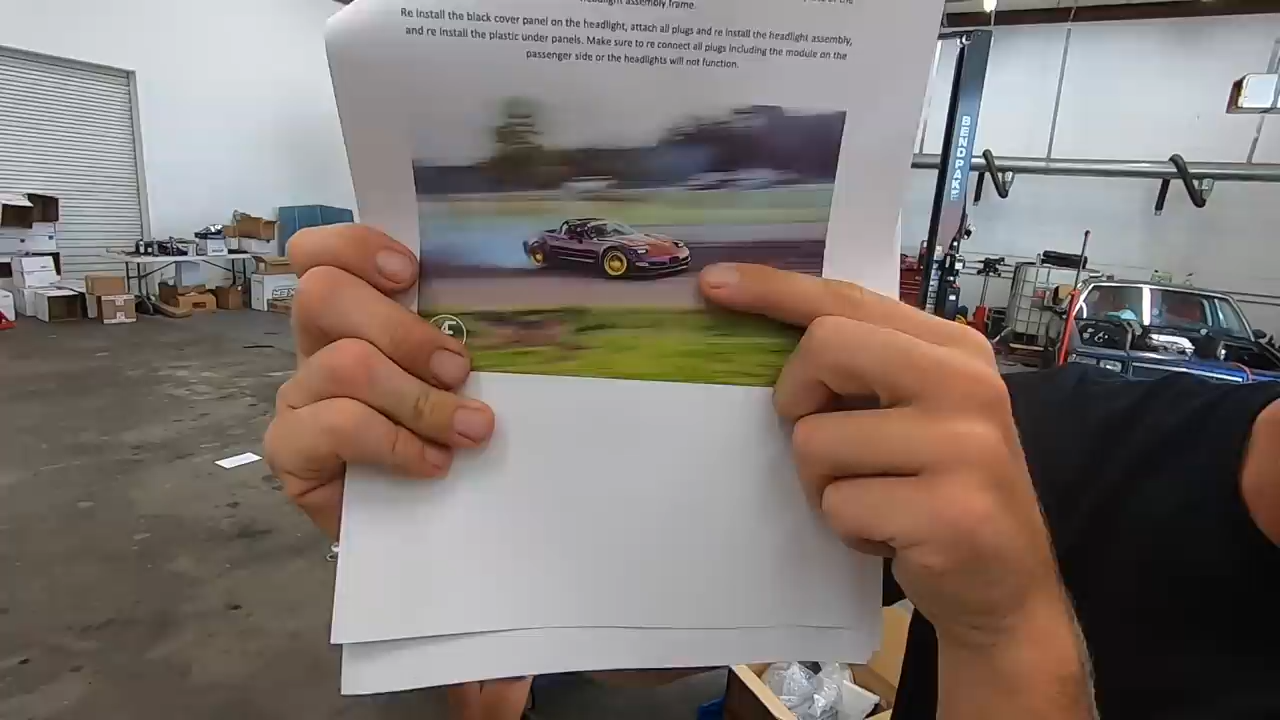 headlight assembly frame.
Re install the black cover panel on the headlight, attach all plugs and re install the headlight assembly,
and re install the plastic under panels. Make sure to re connect all plugs including the module on the
passenger side or the headlights will not function.
BENDPAK